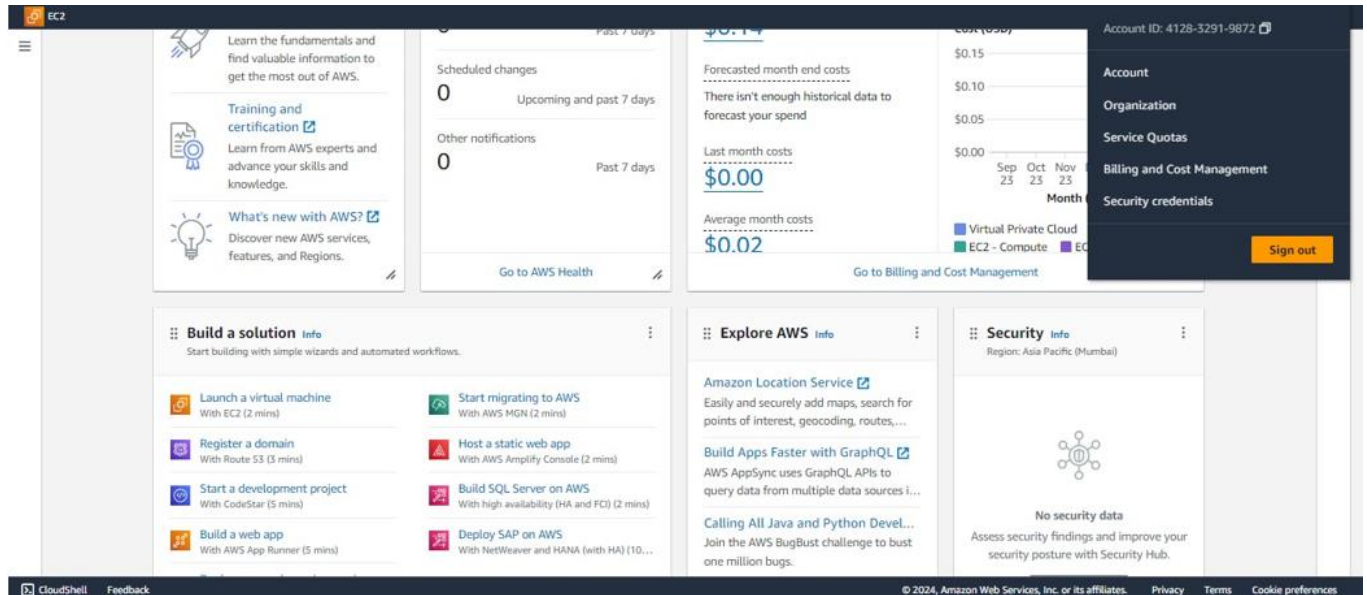 EC2
Account ID: 4128-3291-9872
Account
Organization
Service Quotas
Billing and Cost Management
Security credentials
Sign out
Learn the fundamentals and
find valuable information to
get the most out of AWS.
Training and
certification
Learn from AWS experts and
advance your skills and
knowledge.
What's new with AWS?
Discover new AWS services,
features, and Regions.
Past 7 days
Scheduled changes
0 Upcoming and past 7 days
Other notifications
0 Past 7 days
Go to AWS Health
$0.14
Forecasted month end costs
There isn't enough historical data to
forecast your spend
Last month costs
$0.00
Average month costs
$0.02
Cost (USD)
$0.15
$0.10
$0.05
$0.00
Sep Oct Nov
23 23 23
Month
Virtual Private Cloud
EC2 - Compute
Go to Billing and Cost Management
Build a solution Info
Start building with simple wizards and automated workflows.
Launch a virtual machine
With EC2 (2 mins)
Register a domain
With Route 53 (3 mins)
Start a development project
With CodeStar (5 mins)
Build a web app
With AWS App Runner (5 mins)
Start migrating to AWS
With AWS MGN (2 mins)
Host a static web app
With AWS Amplify Console (2 mins)
Build SQL Server on AWS
With high availability (HA and FCI) (2 mins)
Deploy SAP on AWS
With NetWeaver and HANA (with HA) (10...
Explore AWS Info
Amazon Location Service
Easily and securely add maps, search for
points of interest, geocoding, routes,...
Build Apps Faster with GraphQL
AWS AppSync uses GraphQL APIs to
query data from multiple data sources i...
Calling All Java and Python Devel...
Join the AWS BugBust challenge to bust
one million bugs.
Security Info
Region: Asia Pacific (Mumbai)
No security data
Assess security findings and improve your
security posture with Security Hub.
CloudShell Feedback
© 2024, Amazon Web Services, Inc. or its affiliates. Privacy Terms Cookie preferences